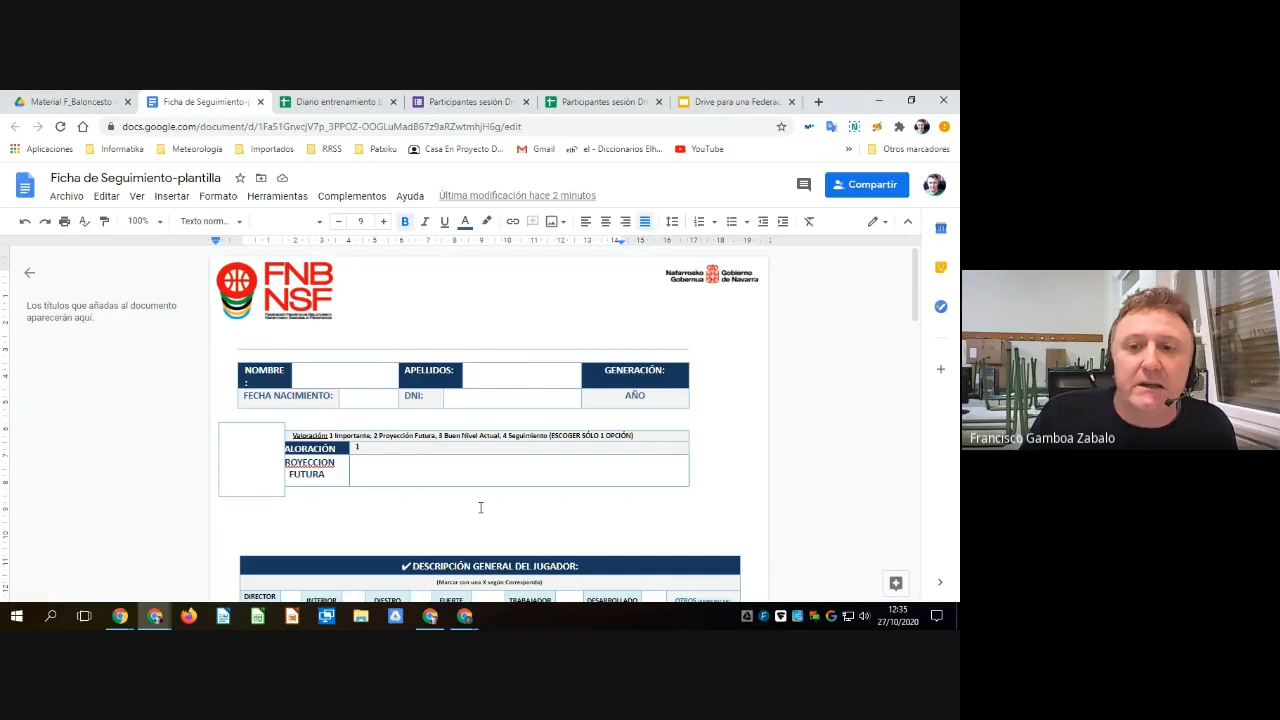 Material F_Baloncesto
Ficha de Seguimiento-p
Diario entrenamiento b
Participantes sesión Dr
Participantes sesión Dr
Drive para una Federac
docs.google.com/document/d/1Fa51GrwcjV7p_3PPOZ-OOGLuMadB67z9aRZwtmhjH6g/edit
Aplicaciones
Informatika
Meteorología
Importados
RRSS
Patxiku
Casa En Proyecto D...
Gmail
el - Diccionarios Elh...
YouTube
»
Otros marcadores
Ficha de Seguimiento-plantilla
Archivo Editar Ver Insertar Formato Herramientas Complementos Ayuda
Última modificación hace 2 minutos
Compartir
100%
Texto norm...
9
Los títulos que añadas al documento
aparecerán aquí.
FNB
NSF
Nafarroako Gobernua
Gobierno de Navarra
NOMBRE
:
APELLIDOS:
GENERACIÓN:
FECHA NACIMIENTO:
DNI:
AÑO
Valoración: 1 Importante, 2 Proyección Futura, 3 Buen Nivel Actual, 4 Seguimiento (ESCOGER SÓLO 1 OPCIÓN)
ALORACIÓN
1
ROYECCION
FUTURA
✔ DESCRIPCIÓN GENERAL DEL JUGADOR:
(Marcar con una X según Corresponda)
DIRECTOR
INTERIOR
DIESTRO
FUERTE
TRABAJADOR
DESARROLLADO
OTROS
12:35
27/10/2020
Francisco Gamboa Zabalo